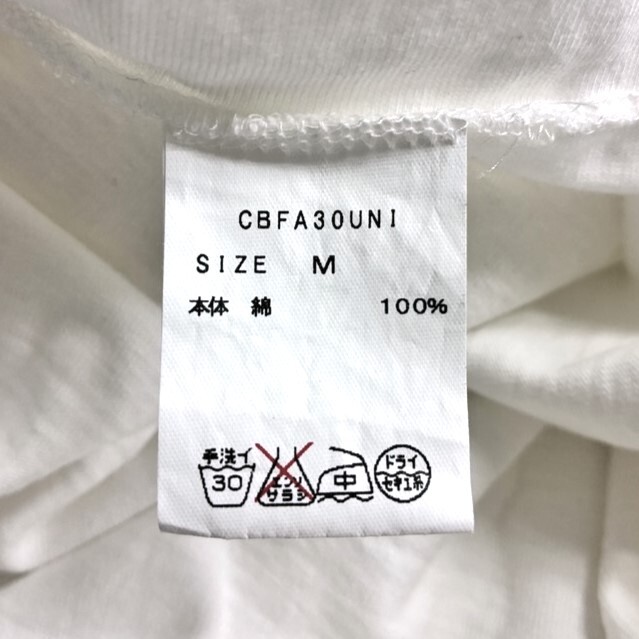 CBFA30UNI
SIZE M
本体 綿 100%
手洗イ エンソ 中 ドライ
30 サラシ セキユ系